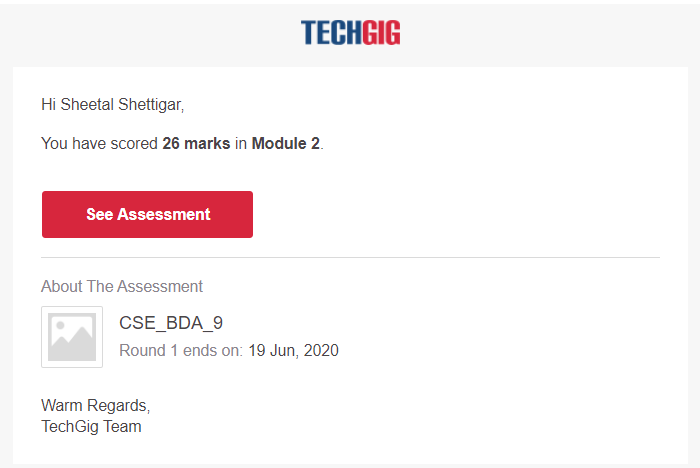 TECHGIG
Hi Sheetal Shettigar,
You have scored 26 marks in Module 2.
See Assessment
About The Assessment
CSE_BDA_9
Round 1 ends on: 19 Jun, 2020
Warm Regards,
TechGig Team